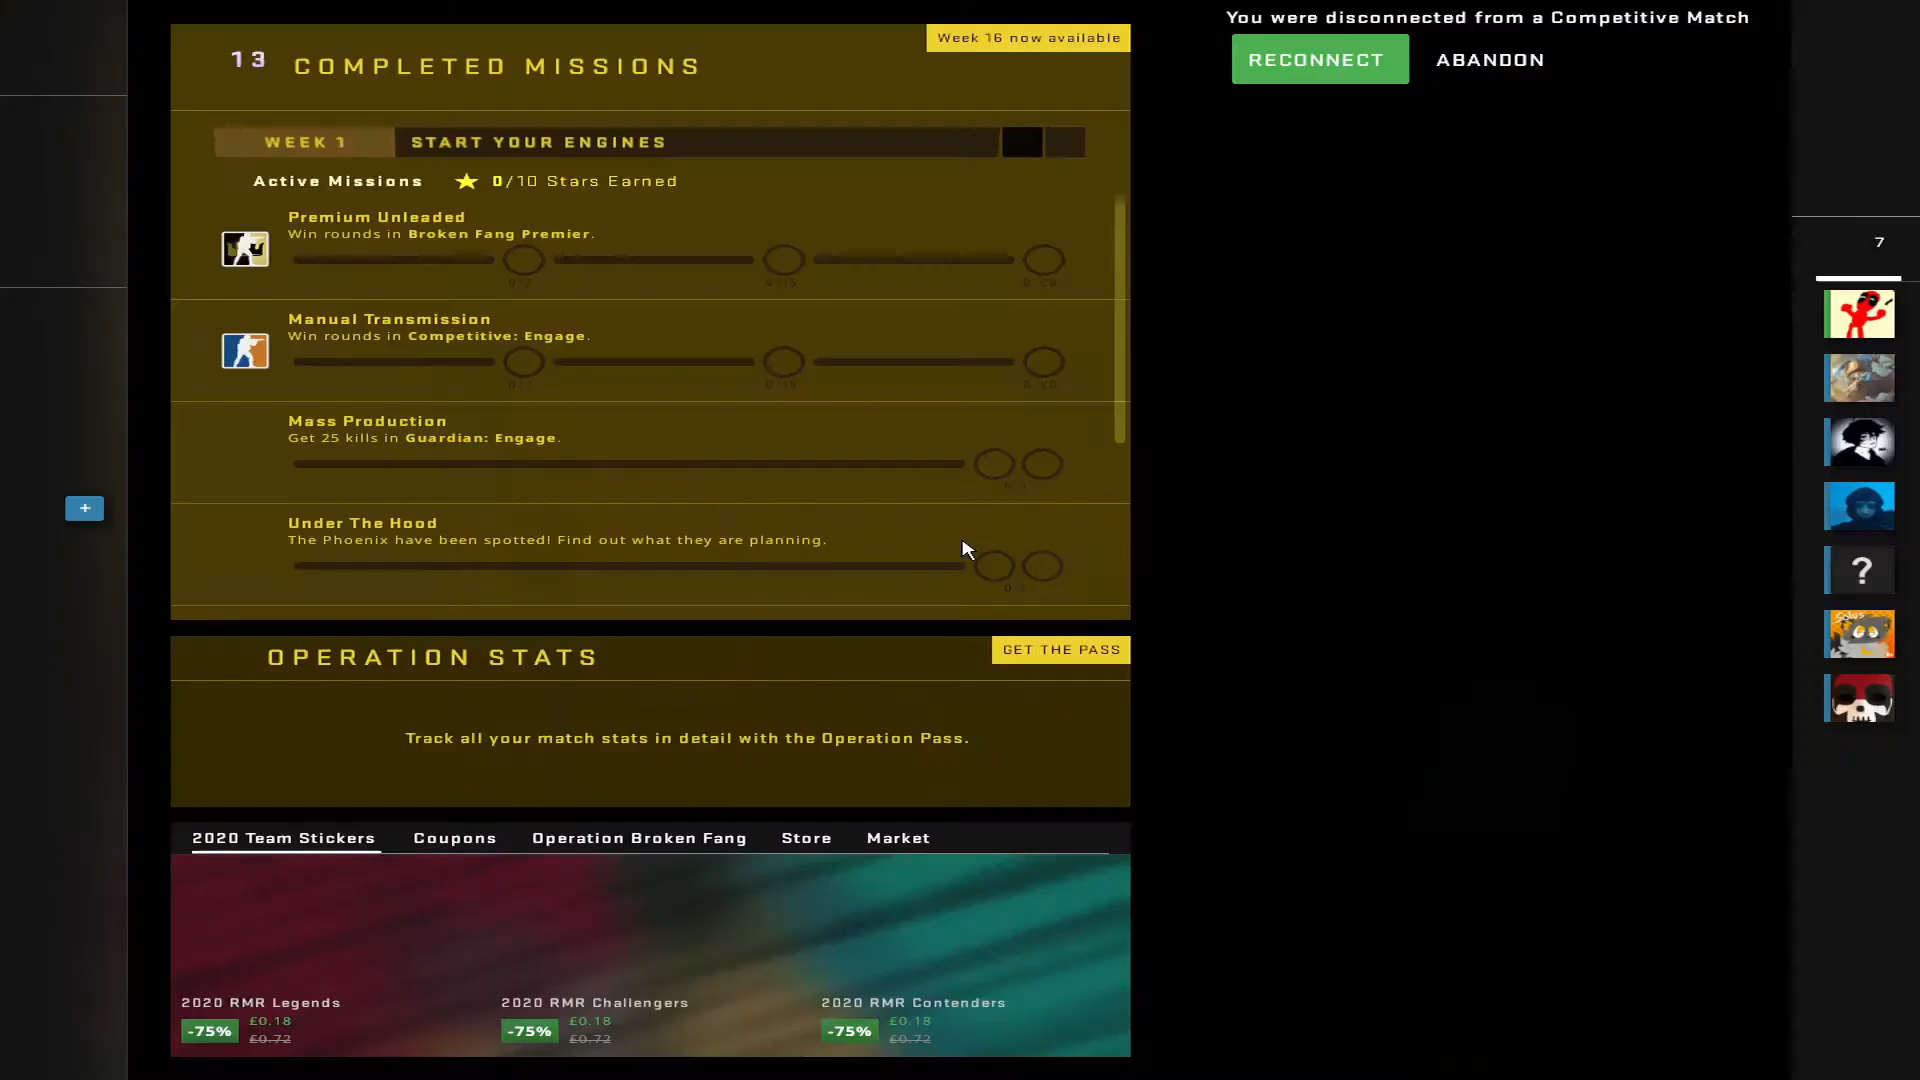 You were disconnected from a Competitive Match
RECONNECT ABANDON
Week 16 now available
13 COMPLETED MISSIONS
WEEK 1 START YOUR ENGINES
Active Missions 0/10 Stars Earned
Premium Unleaded
Win rounds in Broken Fang Premier.
Manual Transmission
Win rounds in Competitive: Engage.
Mass Production
Get 25 kills in Guardian: Engage.
Under The Hood
The Phoenix have been spotted! Find out what they are planning.
OPERATION STATS
GET THE PASS
Track all your match stats in detail with the Operation Pass.
2020 Team Stickers Coupons Operation Broken Fang Store Market
2020 RMR Legends
-75% £0.18
£0.72
2020 RMR Challengers
-75% £0.18
£0.72
2020 RMR Contenders
-75% £0.18
£0.72
+
7
?